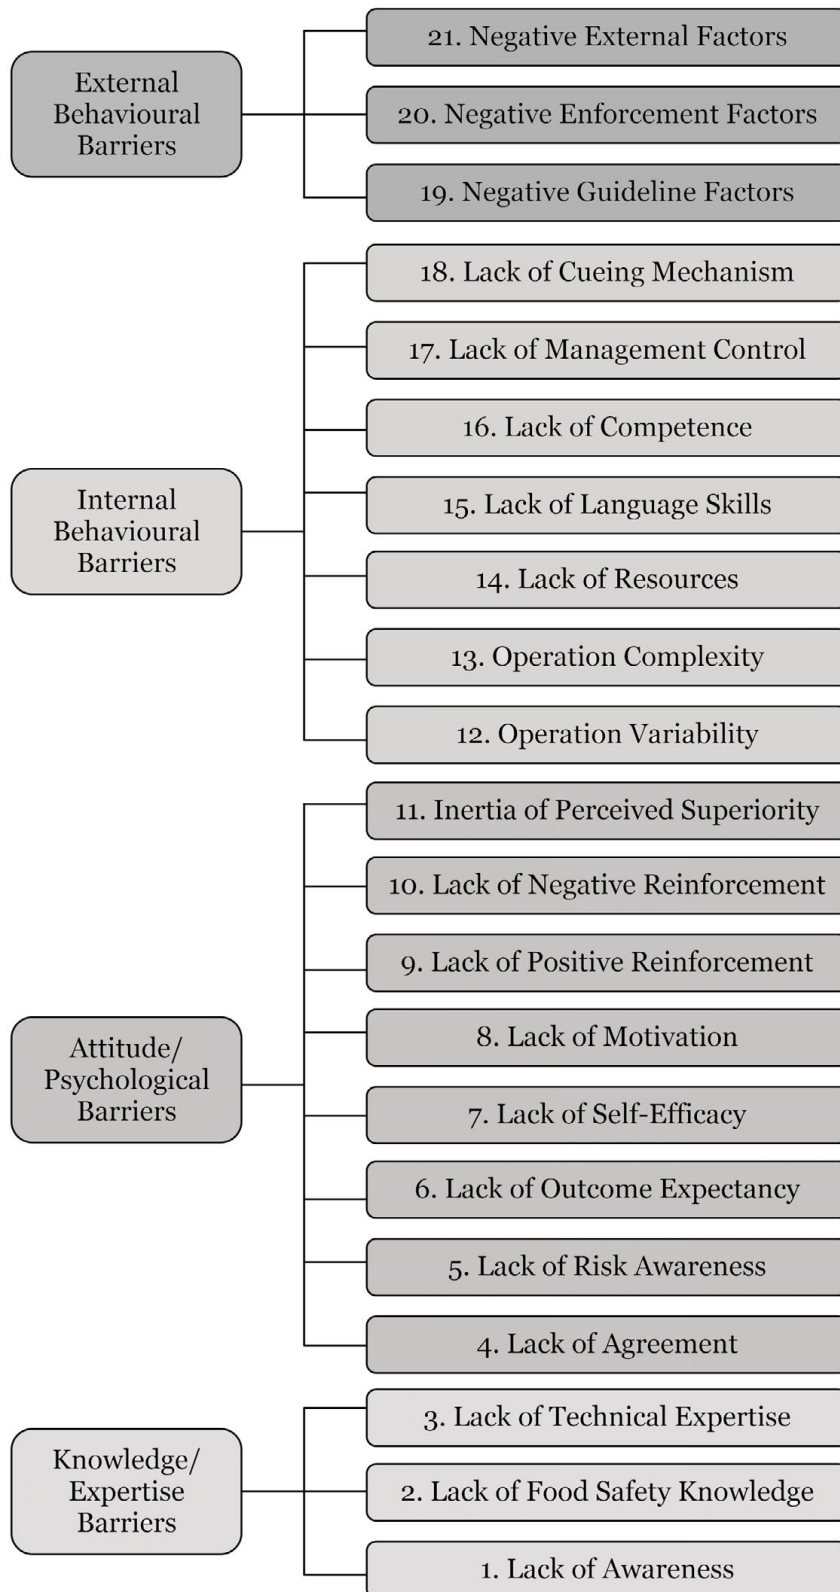 External
Behavioural
Barriers
21. Negative External Factors
20. Negative Enforcement Factors
19. Negative Guideline Factors
Internal
Behavioural
Barriers
18. Lack of Cueing Mechanism
17. Lack of Management Control
16. Lack of Competence
15. Lack of Language Skills
14. Lack of Resources
13. Operation Complexity
12. Operation Variability
Attitude/
Psychological
Barriers
11. Inertia of Perceived Superiority
10. Lack of Negative Reinforcement
9. Lack of Positive Reinforcement
8. Lack of Motivation
7. Lack of Self-Efficacy
6. Lack of Outcome Expectancy
5. Lack of Risk Awareness
4. Lack of Agreement
Knowledge/
Expertise
Barriers
3. Lack of Technical Expertise
2. Lack of Food Safety Knowledge
1. Lack of Awareness